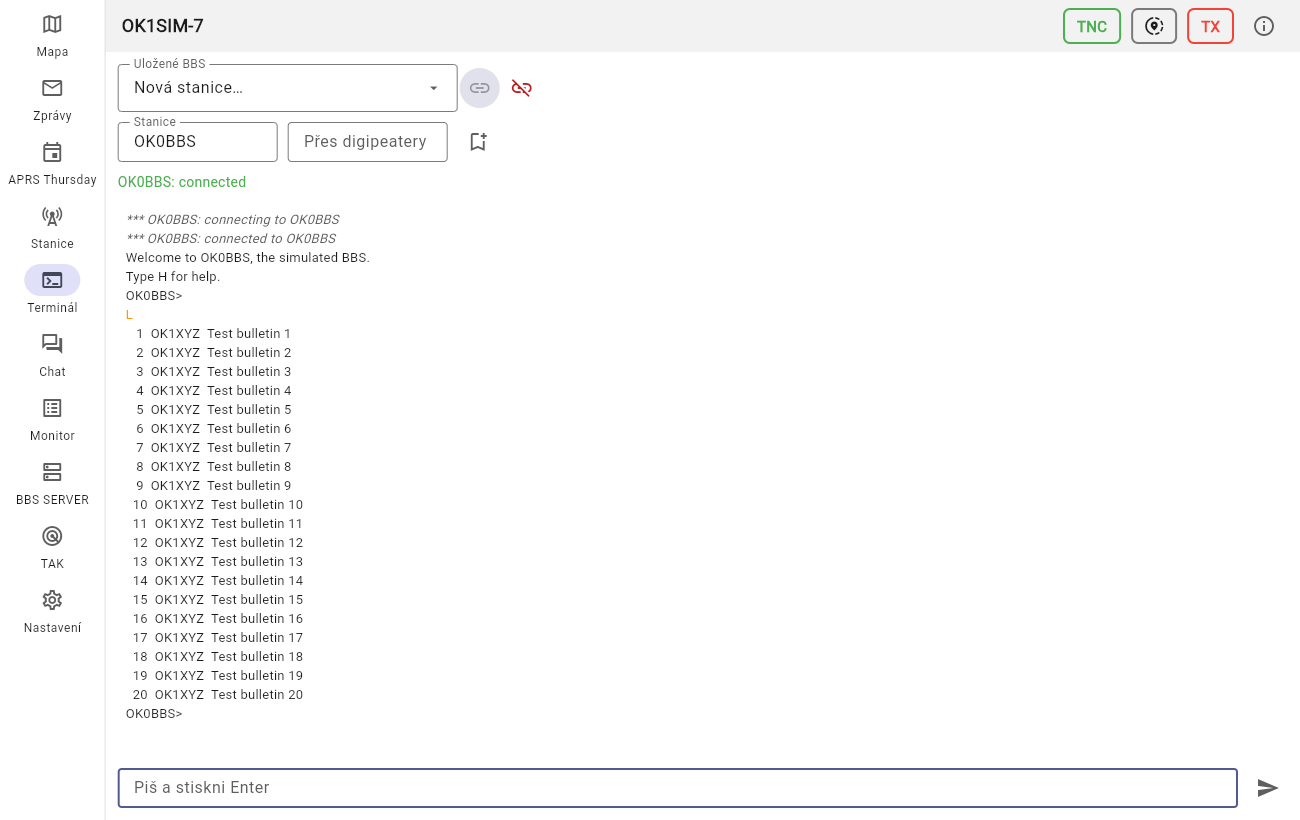 OK1SIM-7
TNC
TX
Mapa
Zprávy
APRS Thursday
Stanice
Terminál
Chat
Monitor
BBS SERVER
TAK
Nastavení
Uložené BBS
Nová stanice…
Stanice
OK0BBS
Přes digipeatery
OK0BBS: connected
*** OK0BBS: connecting to OK0BBS
*** OK0BBS: connected to OK0BBS
Welcome to OK0BBS, the simulated BBS.
Type H for help.
OK0BBS>
L
1 OK1XYZ Test bulletin 1
2 OK1XYZ Test bulletin 2
3 OK1XYZ Test bulletin 3
4 OK1XYZ Test bulletin 4
5 OK1XYZ Test bulletin 5
6 OK1XYZ Test bulletin 6
7 OK1XYZ Test bulletin 7
8 OK1XYZ Test bulletin 8
9 OK1XYZ Test bulletin 9
10 OK1XYZ Test bulletin 10
11 OK1XYZ Test bulletin 11
12 OK1XYZ Test bulletin 12
13 OK1XYZ Test bulletin 13
14 OK1XYZ Test bulletin 14
15 OK1XYZ Test bulletin 15
16 OK1XYZ Test bulletin 16
17 OK1XYZ Test bulletin 17
18 OK1XYZ Test bulletin 18
19 OK1XYZ Test bulletin 19
20 OK1XYZ Test bulletin 20
OK0BBS>
Piš a stiskni Enter